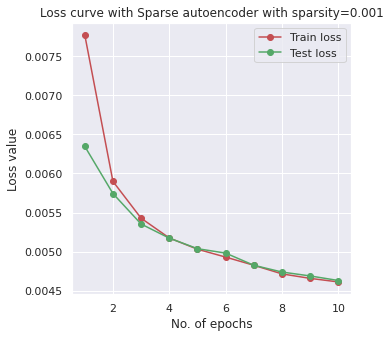 Loss curve with Sparse autoencoder with sparsity=0.001
Train loss
Test loss
Loss value
0.0075
0.0070
0.0065
0.0060
0.0055
0.0050
0.0045
2 4 6 8 10
No. of epochs